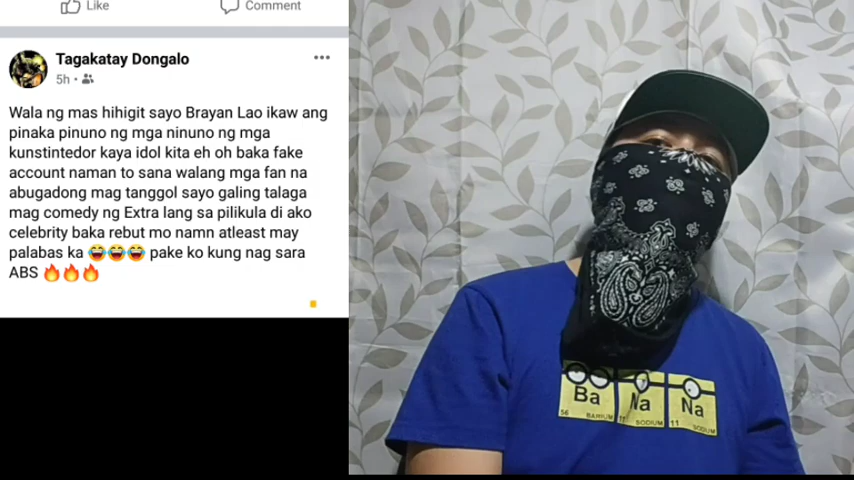 Like
Comment
Tagakatay Dongalo
5h
Wala ng mas hihigit sayo Brayan Lao ikaw ang
pinaka pinuno ng mga ninuno ng mga
kunstintedor kaya idol kita eh oh baka fake
account naman to sana walang mga fan na
abugadong mag tanggol sayo galing talaga
mag comedy ng Extra lang sa pilikula di ako
celebrity baka rebut mo namn atleast may
palabas ka 😂😂😂 pake ko kung nag sara
ABS 🔥🔥🔥
Ba Na Na
56 BARIUM 11 SODIUM 11 SODIUM